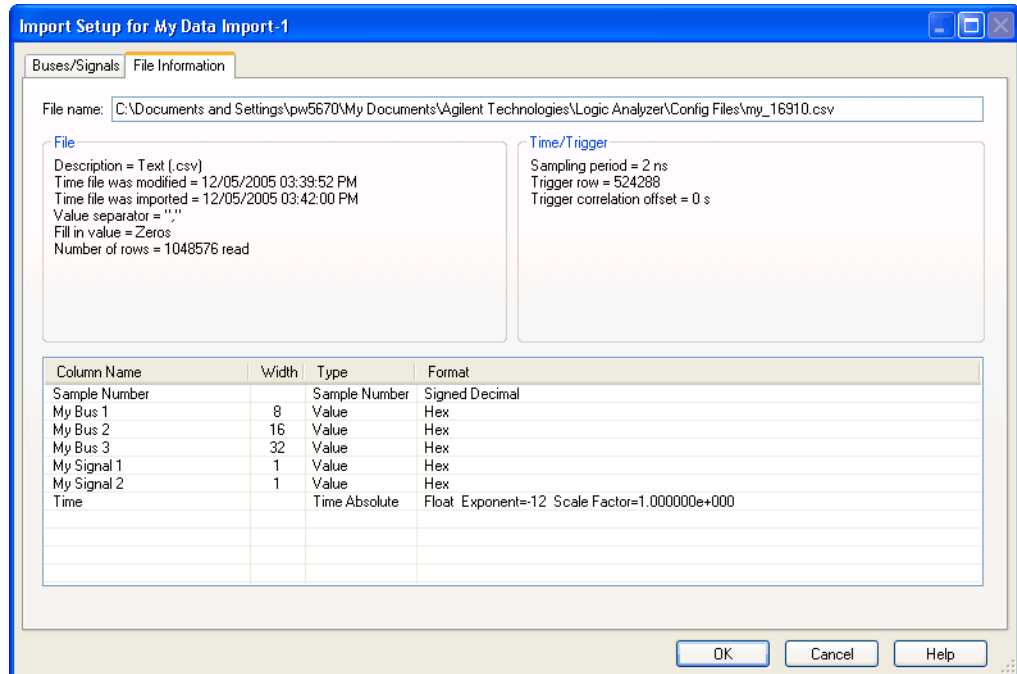 Import Setup for My Data Import-1
Buses/Signals File Information
File name: C:\Documents and Settings\pw5670\My Documents\Agilent Technologies\Logic Analyzer\Config Files\my_16910.csv
File
Description = Text (.csv)
Time file was modified = 12/05/2005 03:39:52 PM
Time file was imported = 12/05/2005 03:42:00 PM
Value separator = ","
Fill in value = Zeros
Number of rows = 1048576 read
Time/Trigger
Sampling period = 2 ns
Trigger row = 524288
Trigger correlation offset = 0 s
Column Name Width Type Format
Sample Number Sample Number Signed Decimal
My Bus 1 8 Value Hex
My Bus 2 16 Value Hex
My Bus 3 32 Value Hex
My Signal 1 1 Value Hex
My Signal 2 1 Value Hex
Time Time Absolute Float Exponent=-12 Scale Factor=1.000000e+000
OK Cancel Help